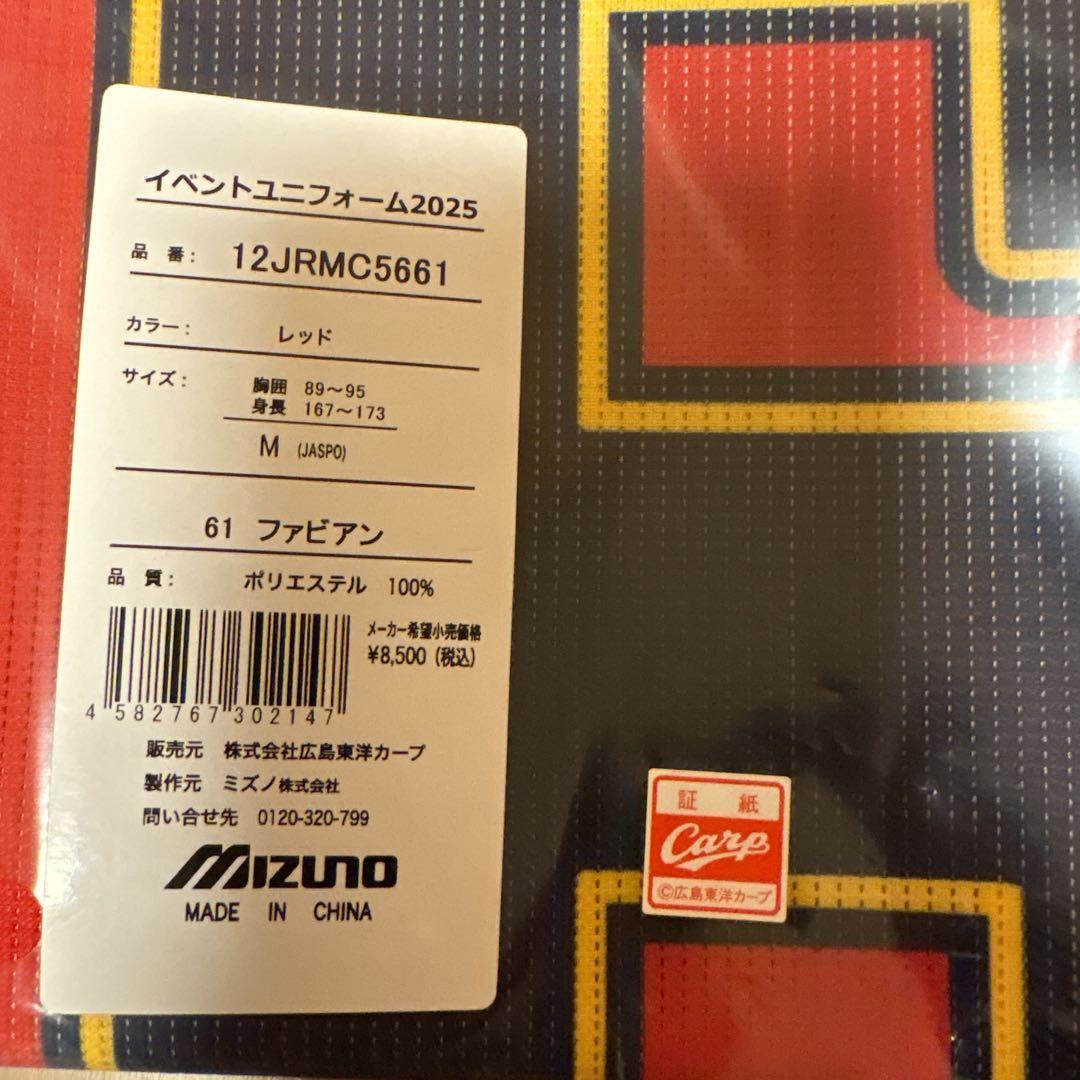 イベントユニフォーム2025
品 番: 12JRMC5661
カラー: レッド
サイズ: 胸囲 89〜95
身長 167〜173
M (JASPO)
61 ファビアン
品 質: ポリエステル 100%
メーカー希望小売価格
¥8,500 (税込)
4 582767 302147
販売元 株式会社広島東洋カープ
製作元 ミズノ株式会社
問い合せ先 0120-320-799
MIZUNO
MADE IN CHINA
証 紙
Carp
©広島東洋カープ